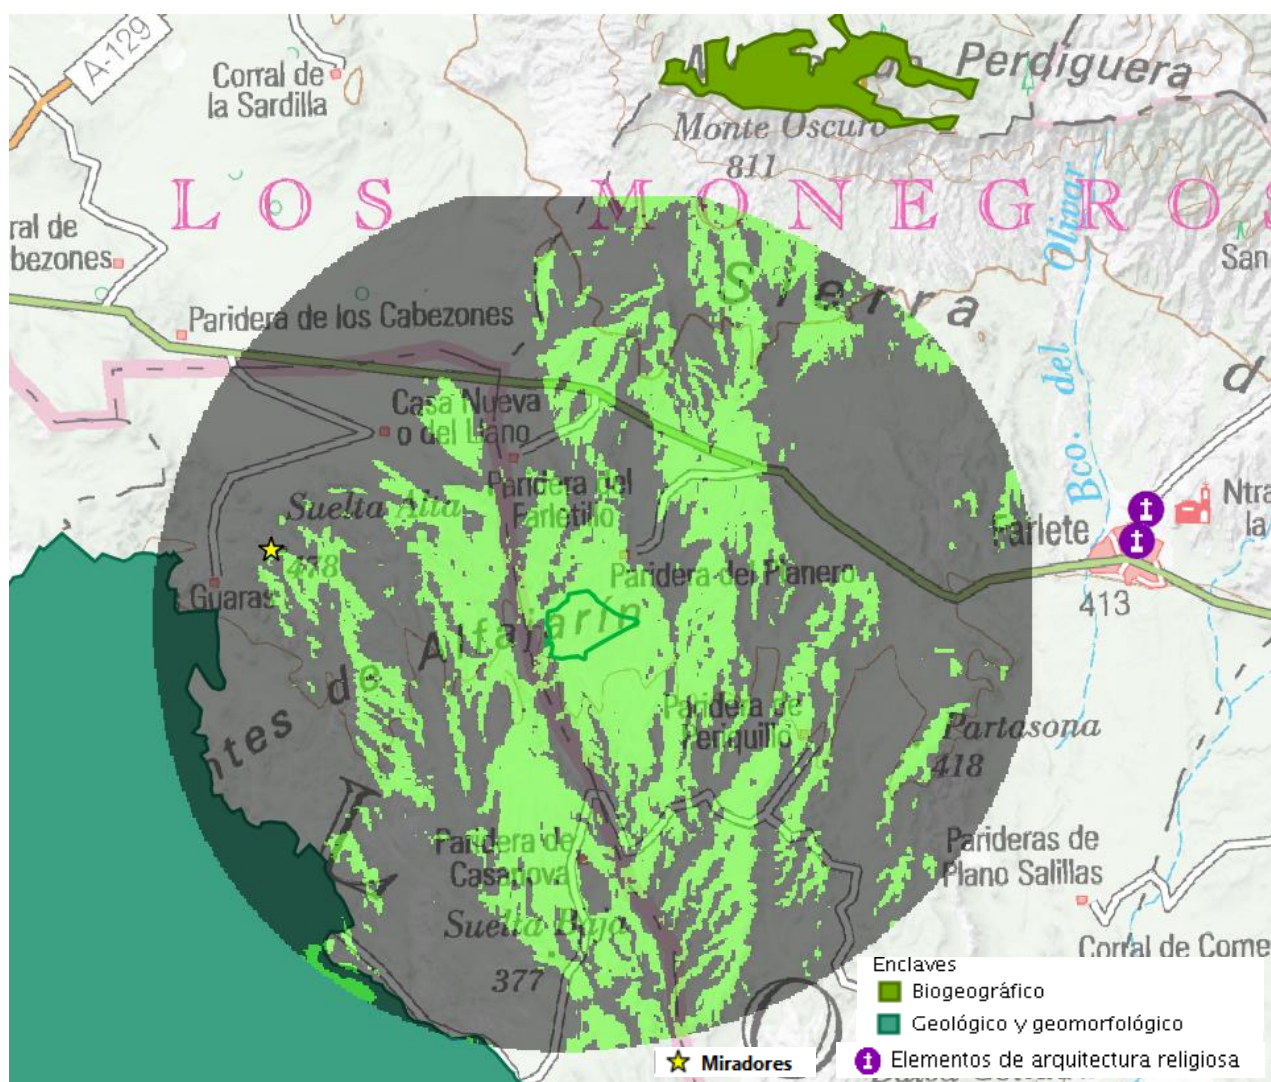 A-129
Corral de
la Sardilla
Perdiguera
Monte Oscuro
811
LOS MONEGROS
ral de
bezones
San
Olivar
del
Bco.
Sierra
d
Paridera de los Cabezones
Casa Nueva
o del Llano
Paridera del
Farletillo
Suelta Alta
478
Guaras
Ntra
la
Farlete
413
Paridera del Planero
ntes de Alfajarín
Paridera de
Periquillo
Partasona
418
Paridera de
Casanova
Suelta Baja
377
Parideras de
Plano Salillas
Corral de Come
Enclaves
Biogeográfico
Geológico y geomorfológico
Miradores
Elementos de arquitectura religiosa